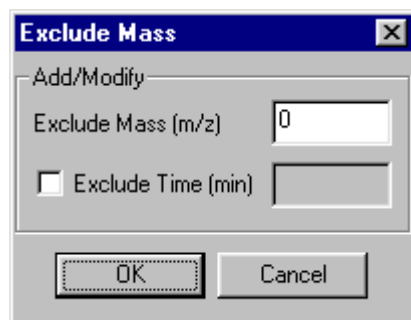 Exclude Mass
Add/Modify
Exclude Mass (m/z) 0
Exclude Time (min)
OK Cancel